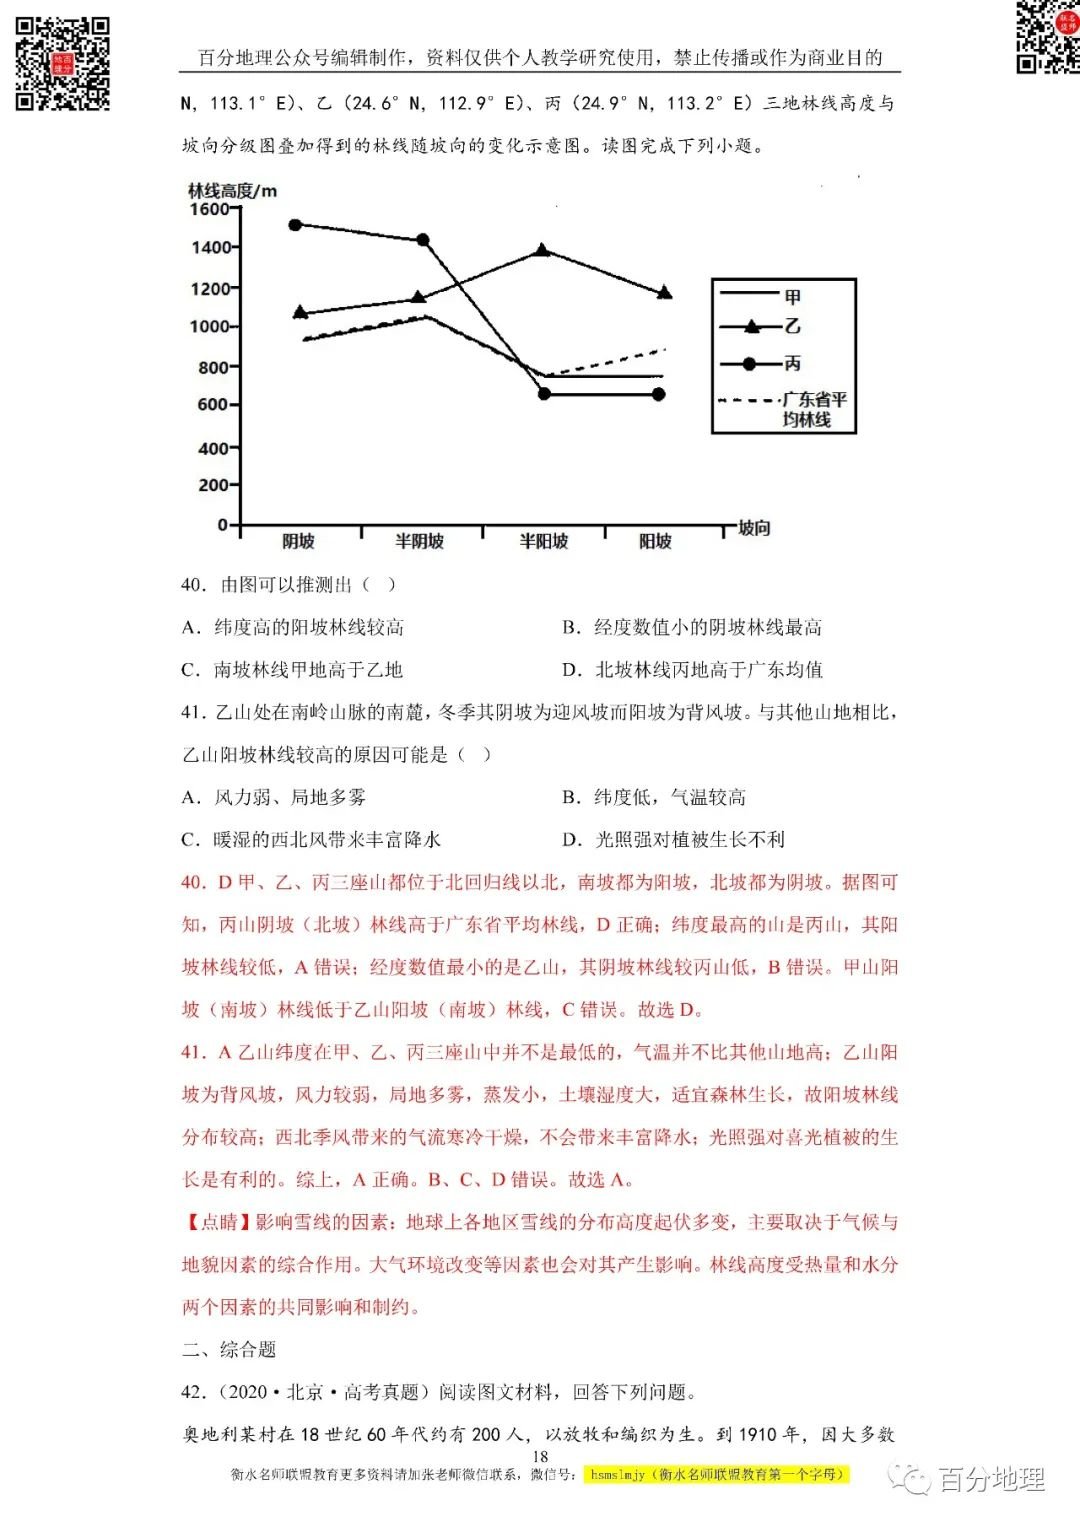 百分地理公众号编辑制作，资料仅供个人教学研究使用，禁止传播或作为商业目的
地百
理分
联名
盟师
N，113.1°E）、乙（24.6°N，112.9°E）、丙（24.9°N，113.2°E）三地林线高度与
坡向分级图叠加得到的林线随坡向的变化示意图。读图完成下列小题。
林线高度/m
1600
1400
1200
1000
800
600
400
200
0
阴坡 半阴坡 半阳坡 阳坡 坡向
甲
乙
丙
广东省平
均林线
40．由图可以推测出（ ）
A．纬度高的阳坡林线较高 B．经度数值小的阴坡林线最高
C．南坡林线甲地高于乙地 D．北坡林线丙地高于广东均值
41．乙山处在南岭山脉的南麓，冬季其阴坡为迎风坡而阳坡为背风坡。与其他山地相比，
乙山阳坡林线较高的原因可能是（ ）
A．风力弱、局地多雾 B．纬度低，气温较高
C．暖湿的西北风带来丰富降水 D．光照强对植被生长不利
40．D 甲、乙、丙三座山都位于北回归线以北，南坡都为阳坡，北坡都为阴坡。据图可
知，丙山阴坡（北坡）林线高于广东省平均林线，D 正确；纬度最高的山是丙山，其阳
坡林线较低，A 错误；经度数值最小的是乙山，其阴坡林线较丙山低，B 错误。甲山阳
坡（南坡）林线低于乙山阳坡（南坡）林线，C 错误。故选 D。
41．A 乙山纬度在甲、乙、丙三座山中并不是最低的，气温并不比其他山地高；乙山阳
坡为背风坡，风力较弱，局地多雾，蒸发小，土壤湿度大，适宜森林生长，故阳坡林线
分布较高；西北季风带来的气流寒冷干燥，不会带来丰富降水；光照强对喜光植被的生
长是有利的。综上，A 正确。B、C、D 错误。故选 A。
【点睛】影响雪线的因素：地球上各地区雪线的分布高度起伏多变，主要取决于气候与
地貌因素的综合作用。大气环境改变等因素也会对其产生影响。林线高度受热量和水分
两个因素的共同影响和制约。
二、综合题
42．（2020·北京·高考真题）阅读图文材料，回答下列问题。
奥地利某村在 18 世纪 60 年代约有 200 人，以放牧和编织为生。到 1910 年，因大多数
18
衡水名师联盟教育更多资料请加张老师微信联系，微信号： hsmslmjy（衡水名师联盟教育第一个字母）
百分地理